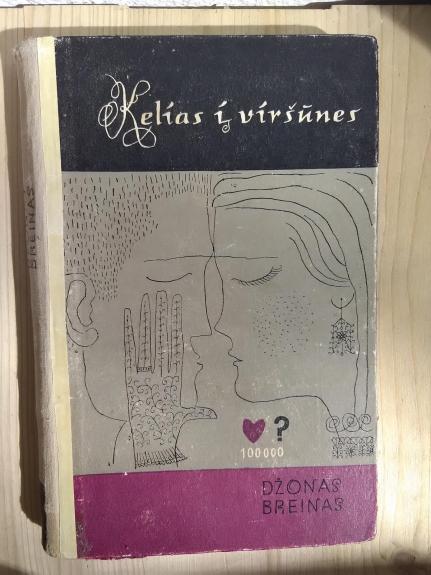 Kelias į viršūnes
?
100000
DŽONAS
BREINAS
BREINAS